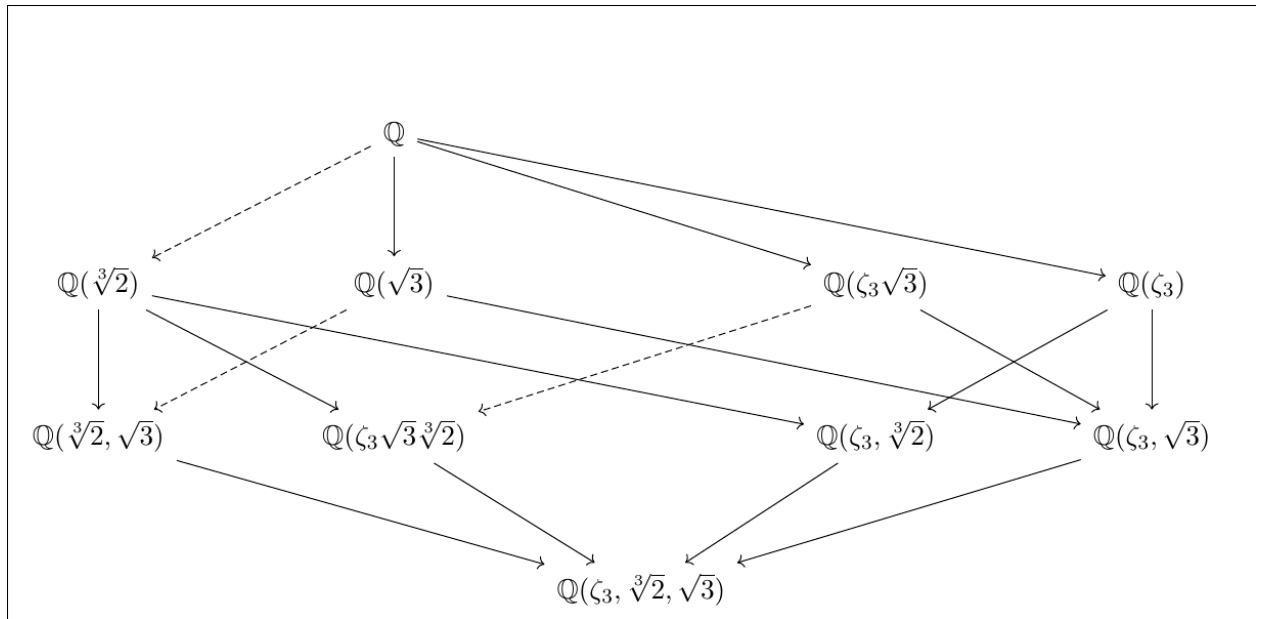 ℚ
ℚ(∛2) ℚ(√3) ℚ(ζ₃√3) ℚ(ζ₃)
ℚ(∛2, √3) ℚ(ζ₃√3∛2) ℚ(ζ₃, ∛2) ℚ(ζ₃, √3)
ℚ(ζ₃, ∛2, √3)